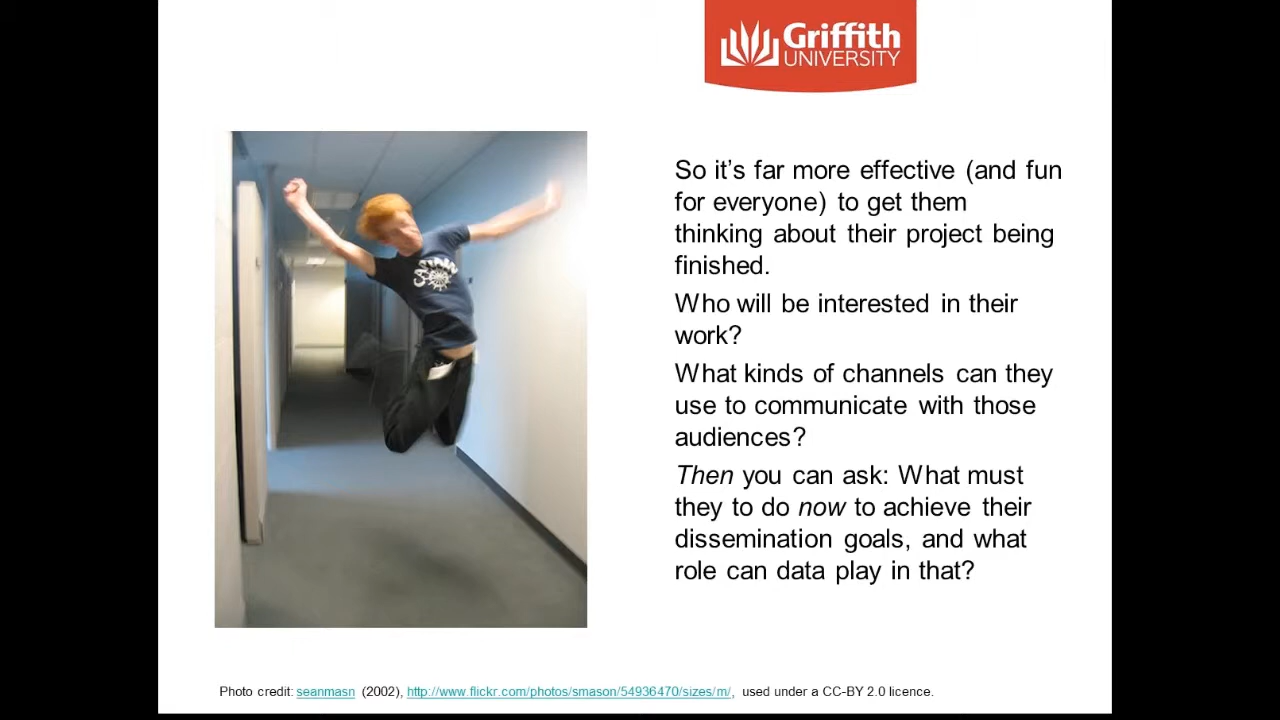 Griffith
UNIVERSITY
So it's far more effective (and fun
for everyone) to get them
thinking about their project being
finished.
Who will be interested in their
work?
What kinds of channels can they
use to communicate with those
audiences?
Then you can ask: What must
they to do now to achieve their
dissemination goals, and what
role can data play in that?
Photo credit: seanmasn (2002), http://www.flickr.com/photos/smason/54936470/sizes/m/, used under a CC-BY 2.0 licence.